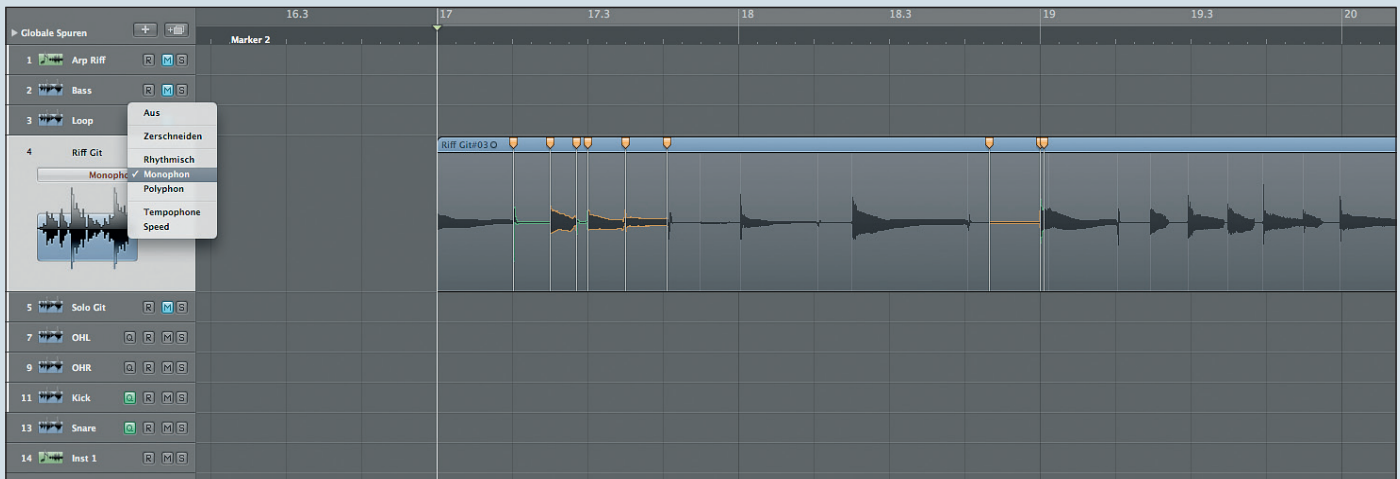 16.3 17 17.3 18 18.3 19 19.3 20
Globale Spuren +
Marker 2
1 Arp Riff R M S
2 Bass R M S
3 Loop
Aus
Zerschneiden
Rhythmisch
✓ Monophon
Polyphon
Tempophone
Speed
4 Riff Git
Monopho
Riff Git#03
5 Solo Git R M S
7 OHL Q R M S
9 OHR Q R M S
11 Kick Q R M S
13 Snare Q R M S
14 Inst 1 R M S